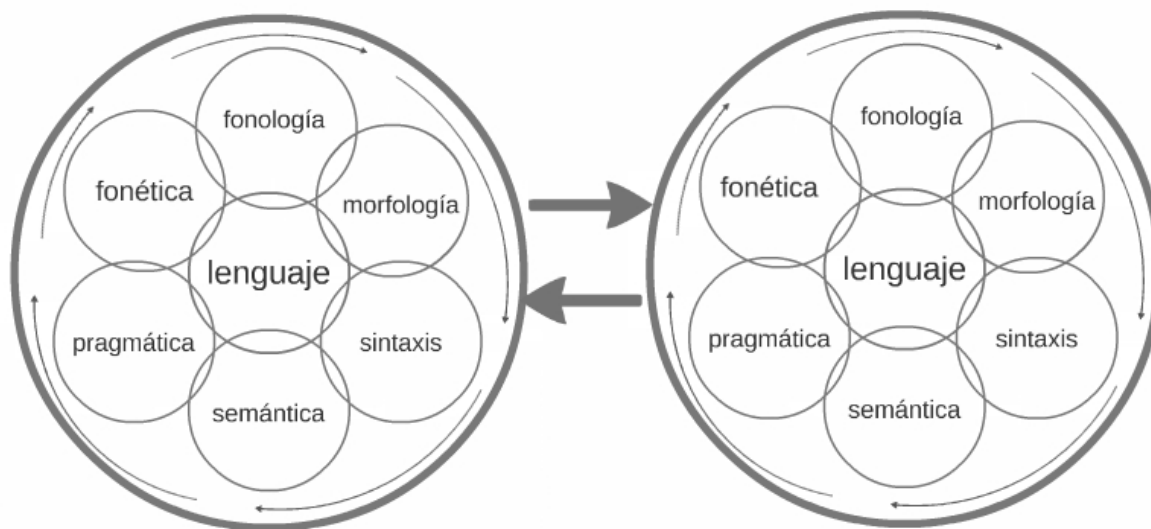 fonología
fonética
morfología
lenguaje
pragmática
sintaxis
semántica
fonología
fonética
morfología
lenguaje
pragmática
sintaxis
semántica